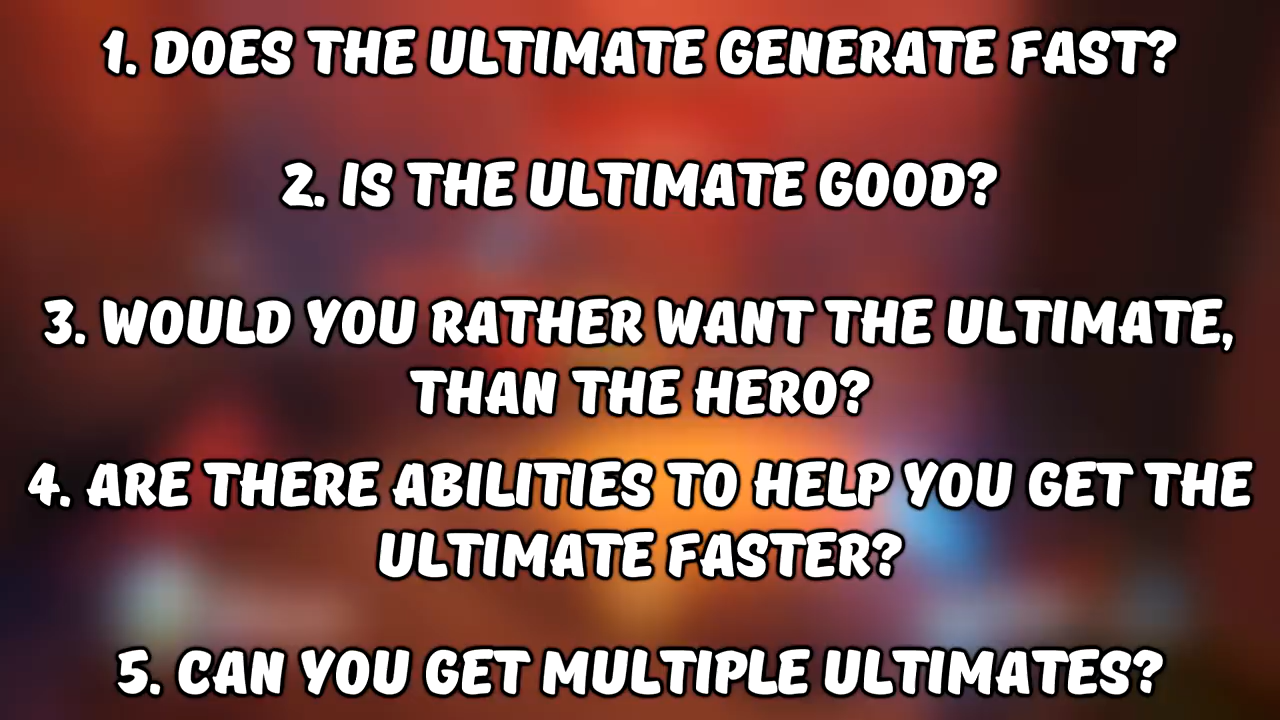 1. DOES THE ULTIMATE GENERATE FAST?
2. IS THE ULTIMATE GOOD?
3. WOULD YOU RATHER WANT THE ULTIMATE,
THAN THE HERO?
4. ARE THERE ABILITIES TO HELP YOU GET THE
ULTIMATE FASTER?
5. CAN YOU GET MULTIPLE ULTIMATES?